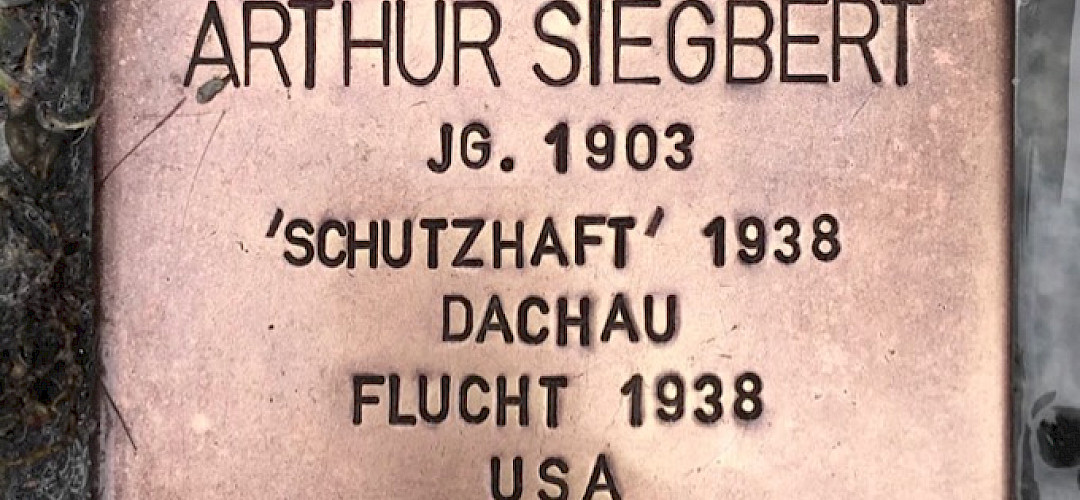 ARTHUR SIEGBERT
JG. 1903
'SCHUTZHAFT' 1938
DACHAU
FLUCHT 1938
USA